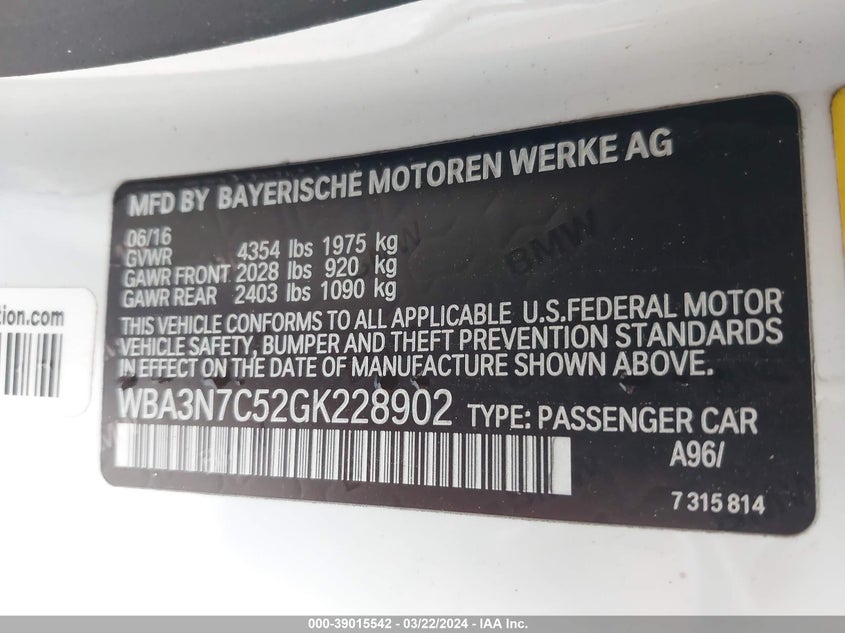 MFD BY BAYERISCHE MOTOREN WERKE AG
06/16
GVWR 4354 lbs 1975 kg
GAWR FRONT 2028 lbs 920 kg
GAWR REAR 2403 lbs 1090 kg
THIS VEHICLE CONFORMS TO ALL APPLICABLE U.S.FEDERAL MOTOR
VEHICLE SAFETY, BUMPER AND THEFT PREVENTION STANDARDS
IN EFFECT ON THE DATE OF MANUFACTURE SHOWN ABOVE.
WBA3N7C52GK228902 TYPE: PASSENGER CAR
A96/
7 315 814
BMW
tion.com
000-39015542 - 03/22/2024 - IAA Inc.